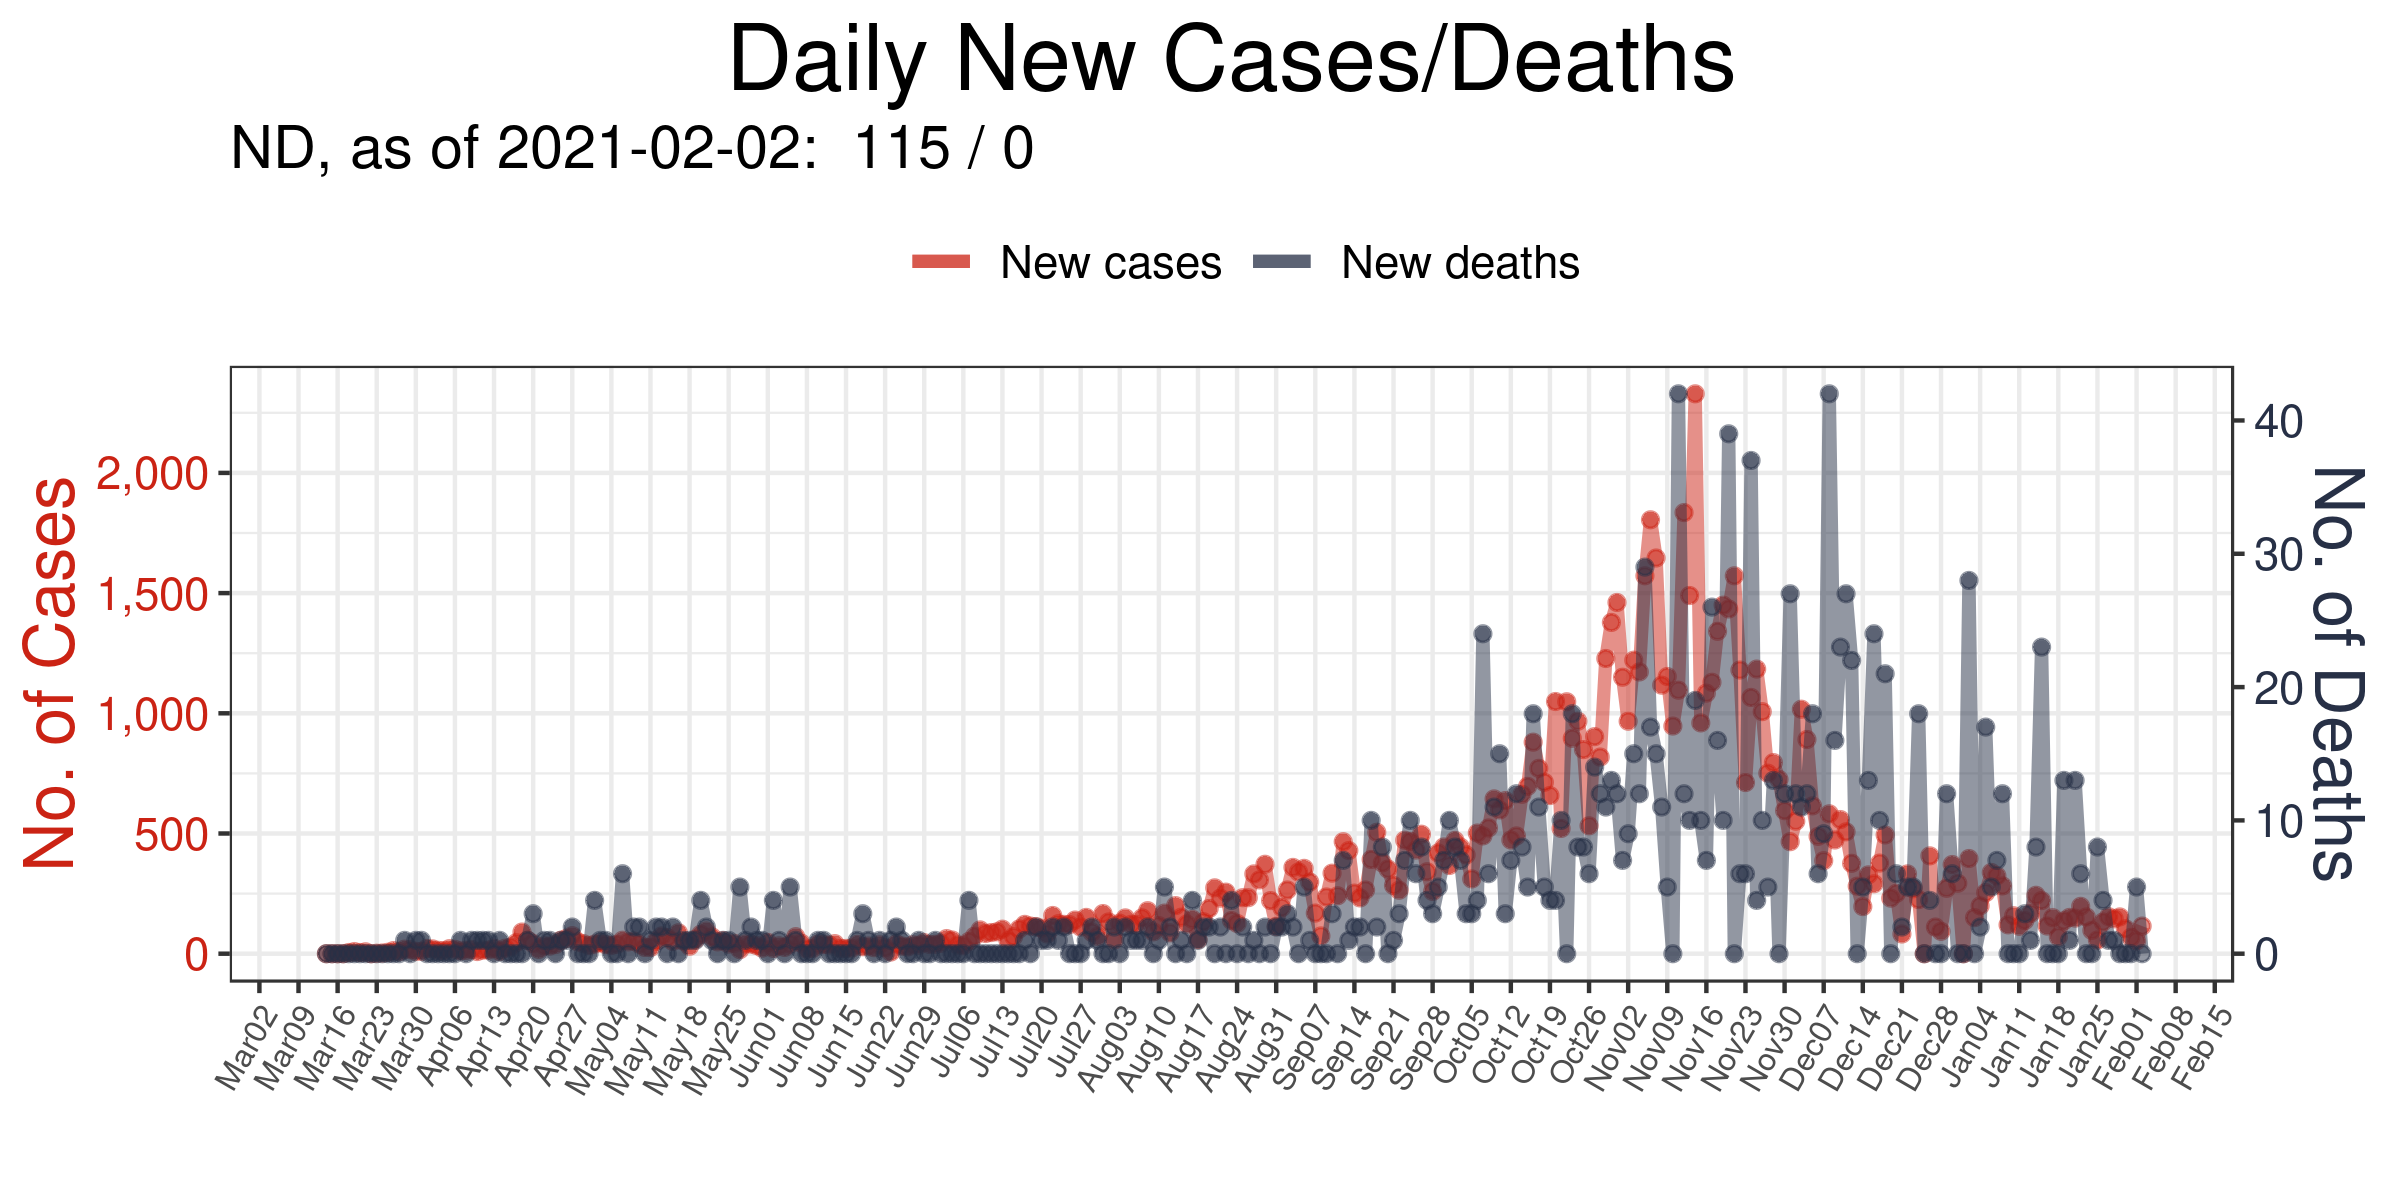 Daily New Cases/Deaths
ND, as of 2021-02-02:  115 / 0
New cases
New deaths
No. of Cases
2,000
1,500
1,000
500
0
40
30
20
10
0
No. of Deaths
Mar02
Mar09
Mar16
Mar23
Mar30
Apr06
Apr13
Apr20
Apr27
May04
May11
May18
May25
Jun01
Jun08
Jun15
Jun22
Jun29
Jul06
Jul13
Jul20
Jul27
Aug03
Aug10
Aug17
Aug24
Aug31
Sep07
Sep14
Sep21
Sep28
Oct05
Oct12
Oct19
Oct26
Nov02
Nov09
Nov16
Nov23
Nov30
Dec07
Dec14
Dec21
Dec28
Jan04
Jan11
Jan18
Jan25
Feb01
Feb08
Feb15